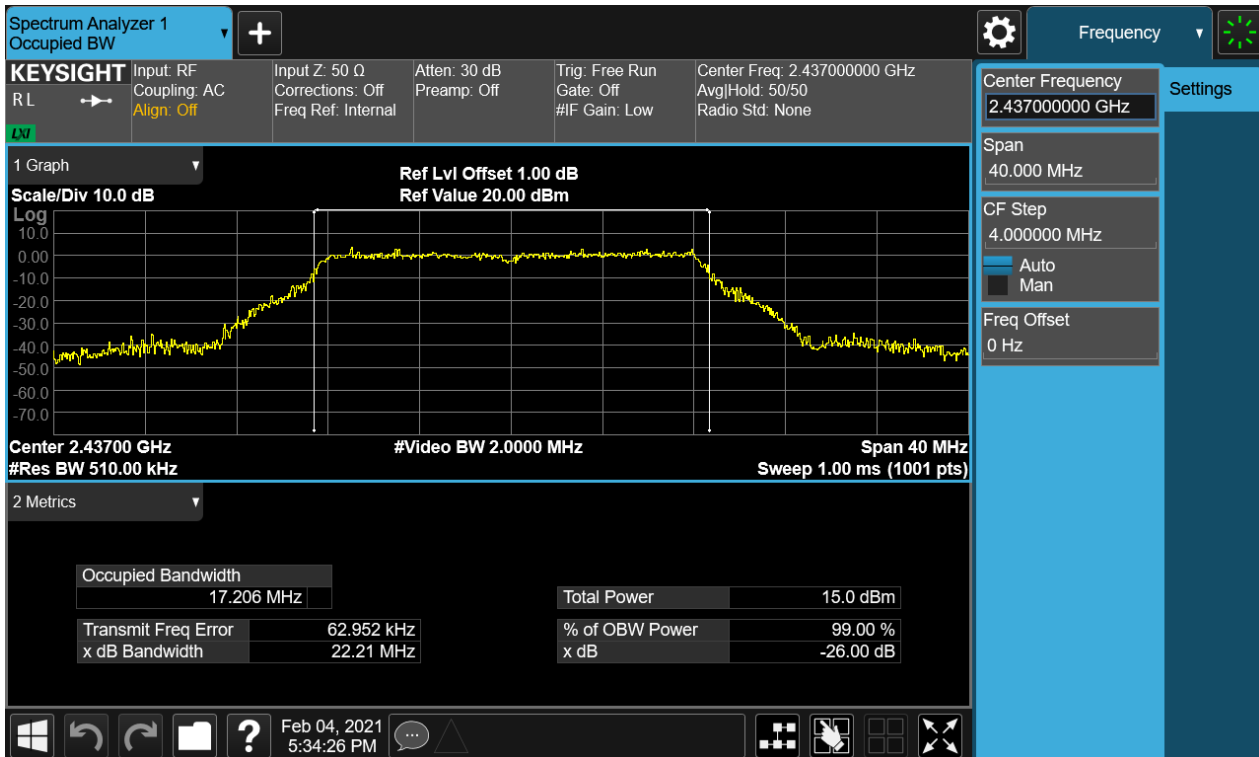 Spectrum Analyzer 1
Occupied BW
+
Frequency
KEYSIGHT
R L
LXI
Input: RF
Coupling: AC
Align: Off
Input Z: 50 Ω
Corrections: Off
Freq Ref: Internal
Atten: 30 dB
Preamp: Off
Trig: Free Run
Gate: Off
#IF Gain: Low
Center Freq: 2.437000000 GHz
Avg|Hold: 50/50
Radio Std: None
Center Frequency
2.437000000 GHz
Settings
Span
40.000 MHz
CF Step
4.000000 MHz
Auto
Man
Freq Offset
0 Hz
1 Graph
Scale/Div 10.0 dB
Ref Lvl Offset 1.00 dB
Ref Value 20.00 dBm
Log
10.0
0.00
-10.0
-20.0
-30.0
-40.0
-50.0
-60.0
-70.0
Center 2.43700 GHz
#Video BW 2.0000 MHz
Span 40 MHz
#Res BW 510.00 kHz
Sweep 1.00 ms (1001 pts)
2 Metrics
Occupied Bandwidth
17.206 MHz
Transmit Freq Error 62.952 kHz
x dB Bandwidth 22.21 MHz
Total Power 15.0 dBm
% of OBW Power 99.00 %
x dB -26.00 dB
?
Feb 04, 2021
5:34:26 PM